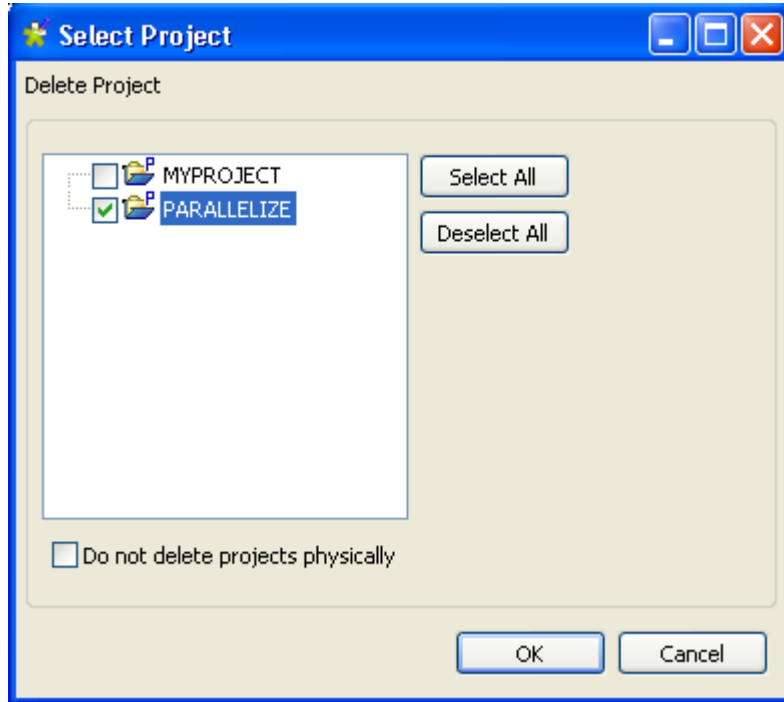 Select Project
Delete Project
MYPROJECT
PARALLELIZE
Select All
Deselect All
Do not delete projects physically
OK
Cancel